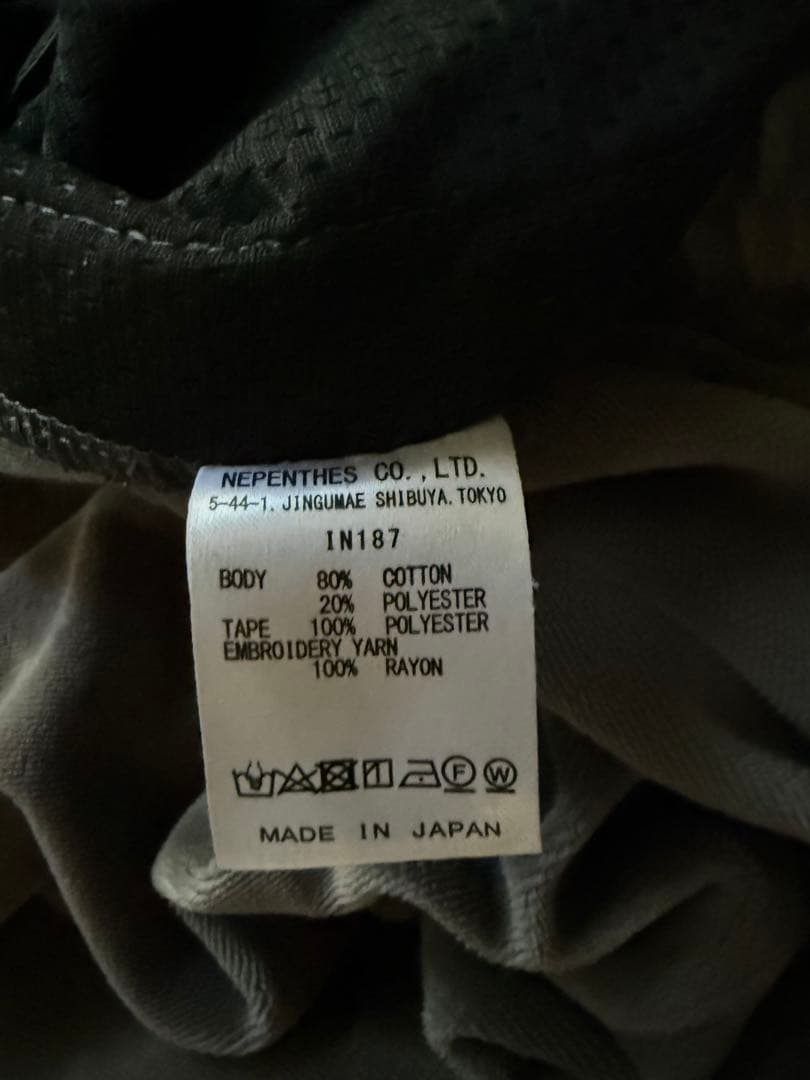 NEPENTHES CO.,LTD.
5-44-1. JINGUMAE SHIBUYA. TOKYO
IN187
BODY 80% COTTON
20% POLYESTER
TAPE 100% POLYESTER
EMBROIDERY YARN
100% RAYON
F W
MADE IN JAPAN